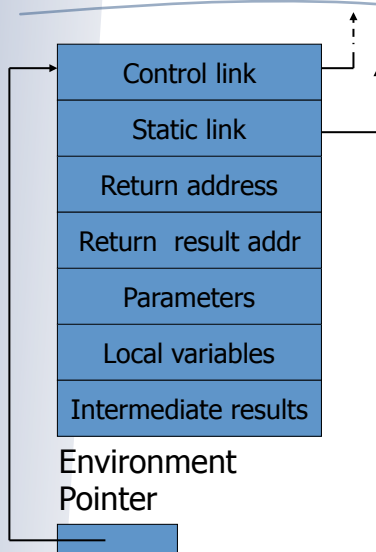 Control link
Static link
Return address
Return result addr
Parameters
Local variables
Intermediate results
Environment
Pointer